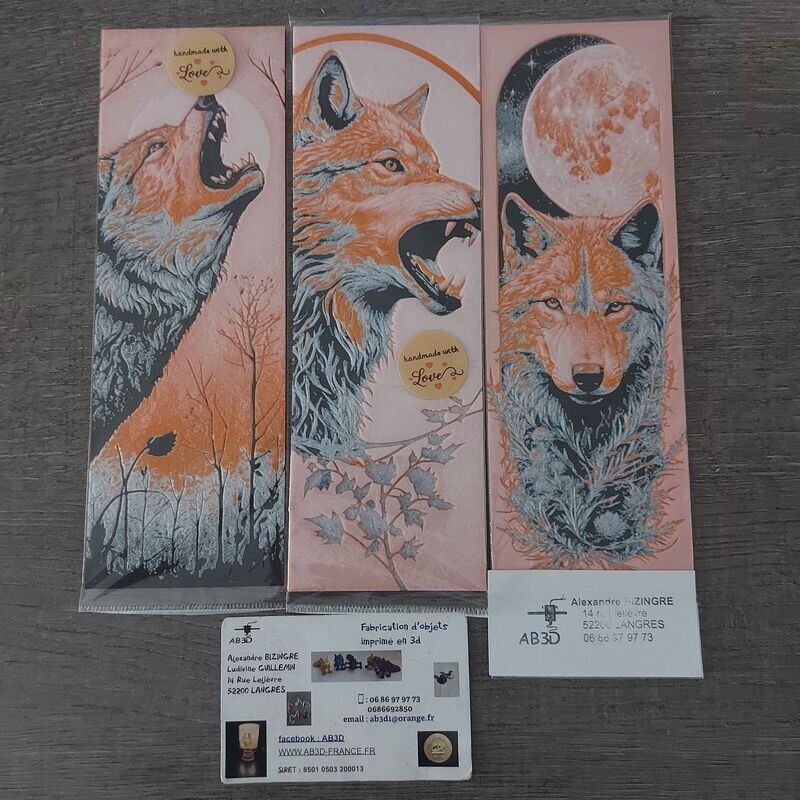 handmade with
Love
handmade with
Love
Alexandre BIZINGRE
14 rue lelièvre
52200 LANGRES
06 86 97 97 73
AB3D
AB3D
Fabrication d'objets
imprimé en 3d
Alexandre BIZINGRE
Ludivine GUILLEMIN
14 Rue Lelièvre
52200 LANGRES
: 06 86 97 97 73
0686692850
email : ab3d1@orange.fr
facebook : AB3D
WWW.AB3D-FRANCE.FR
SIRET : 8501 0503 200013